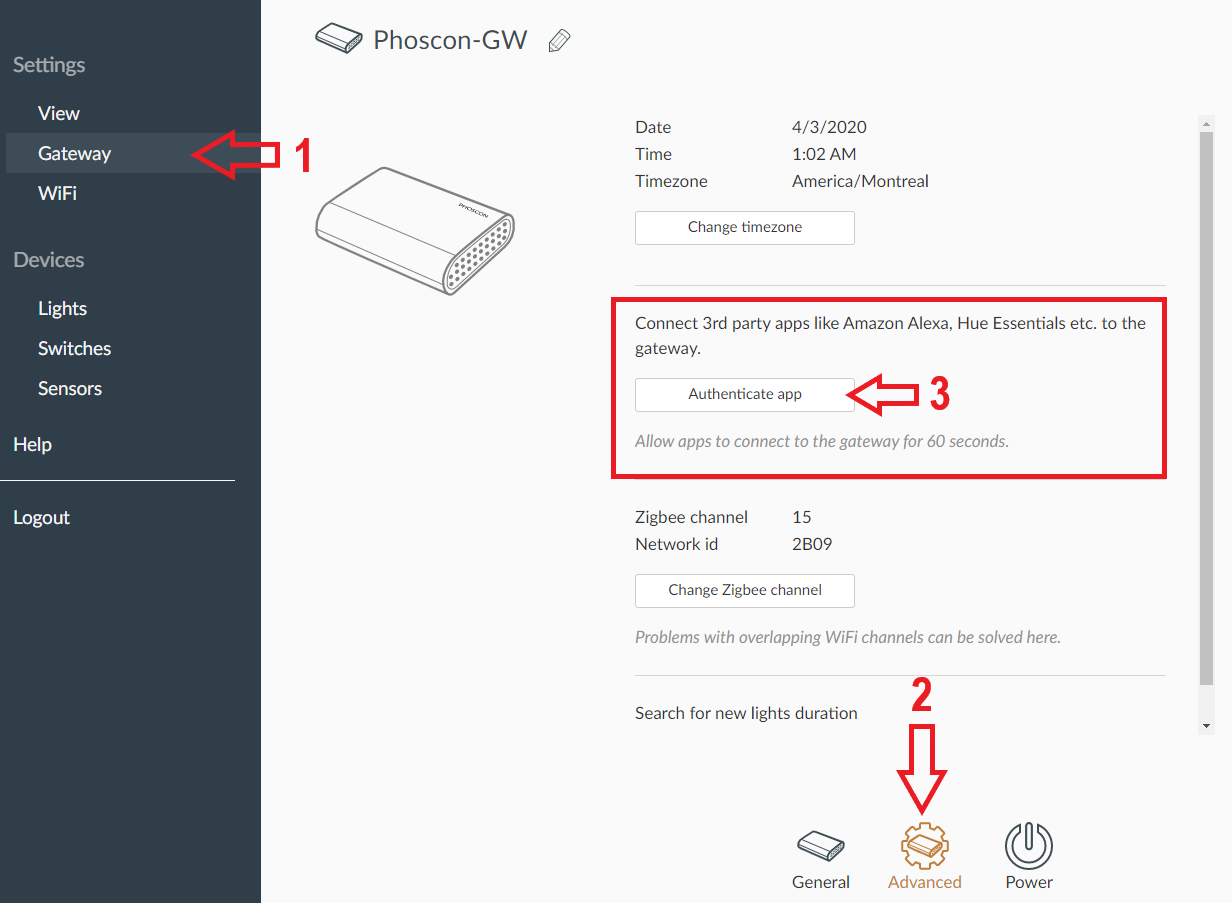 Phoscon-GW
Settings
View
Gateway
1
WiFi
Devices
Lights
Switches
Sensors
Help
Logout
PHOSCON
Date 4/3/2020
Time 1:02 AM
Timezone America/Montreal
Change timezone
Connect 3rd party apps like Amazon Alexa, Hue Essentials etc. to the
gateway.
Authenticate app
3
Allow apps to connect to the gateway for 60 seconds.
Zigbee channel 15
Network id 2B09
Change Zigbee channel
Problems with overlapping WiFi channels can be solved here.
Search for new lights duration
2
General
Advanced
Power